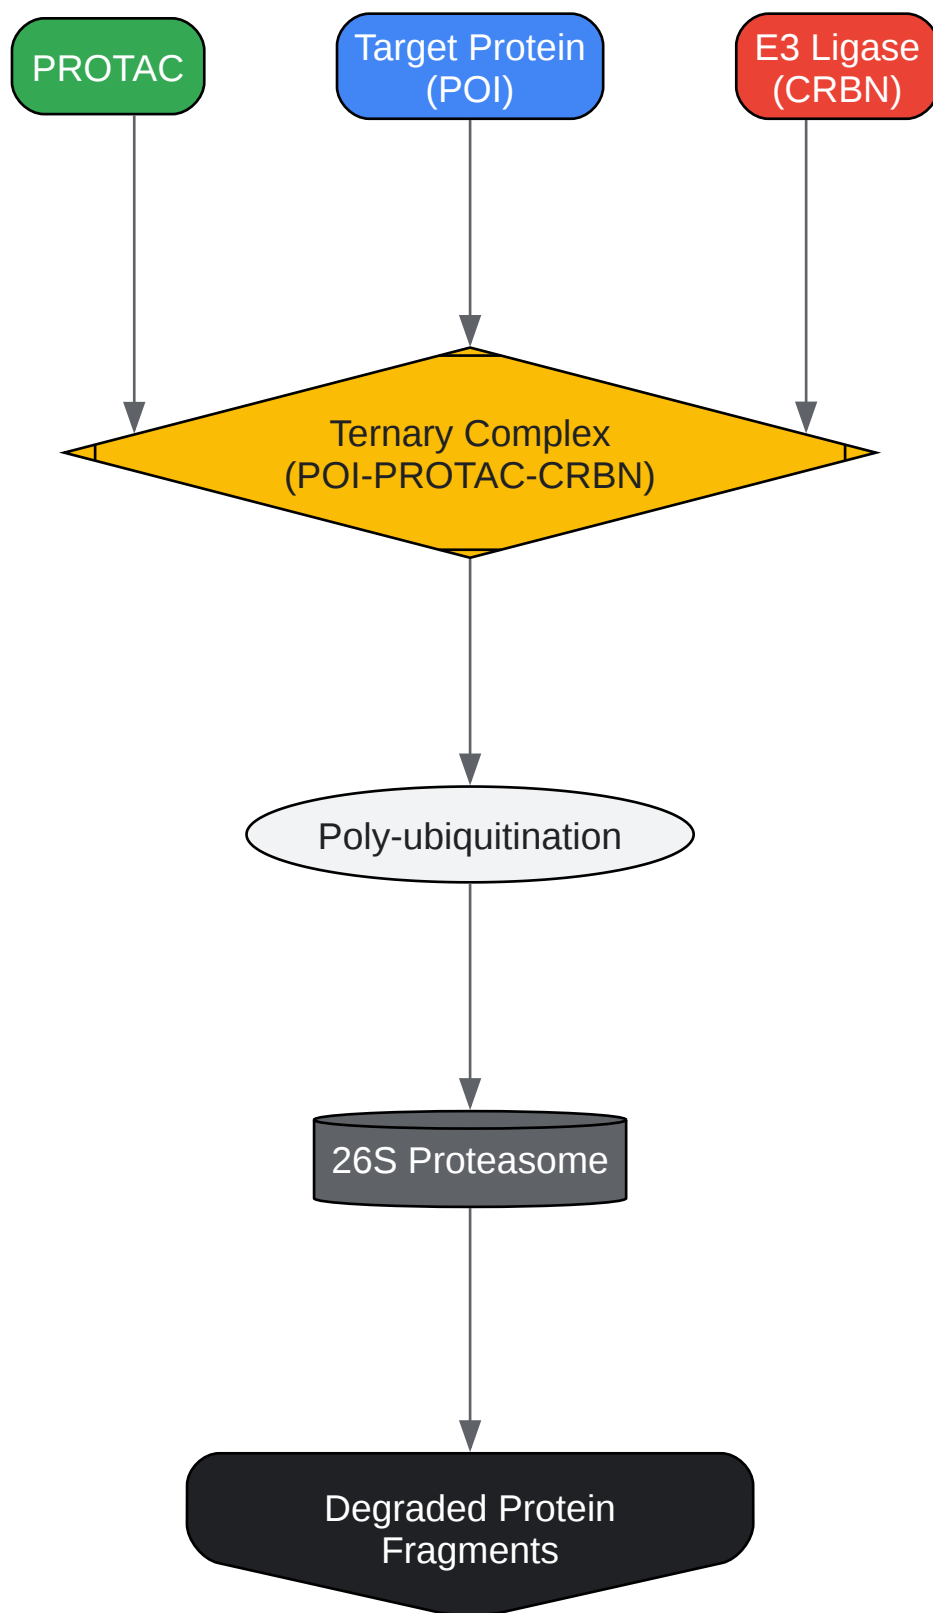 PROTAC
Target Protein
(POI)
E3 Ligase
(CRBN)
Ternary Complex
(POI-PROTAC-CRBN)
Poly-ubiquitination
26S Proteasome
Degraded Protein
Fragments